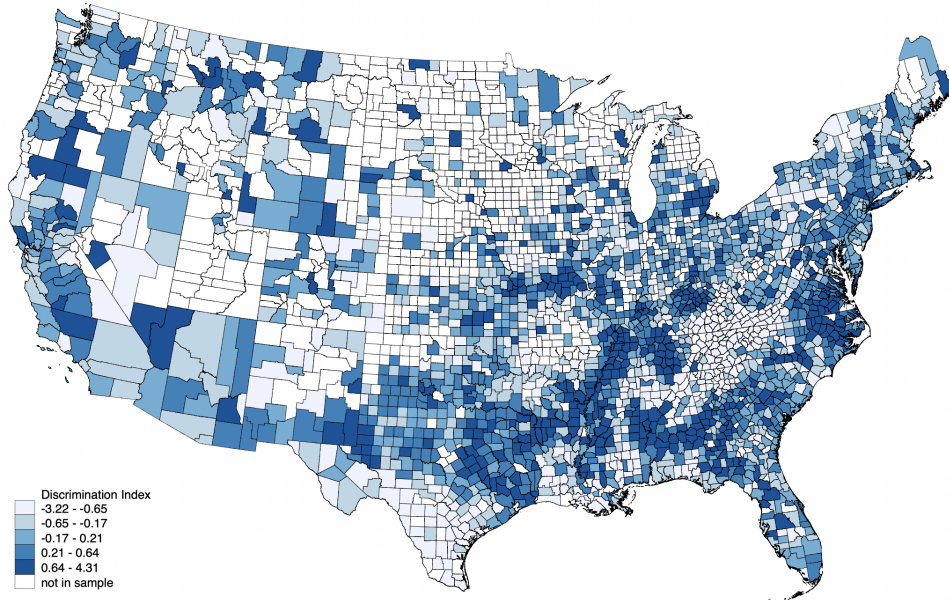 Discrimination Index
-3.22 - -0.65
-0.65 - -0.17
-0.17 - 0.21
0.21 - 0.64
0.64 - 4.31
not in sample